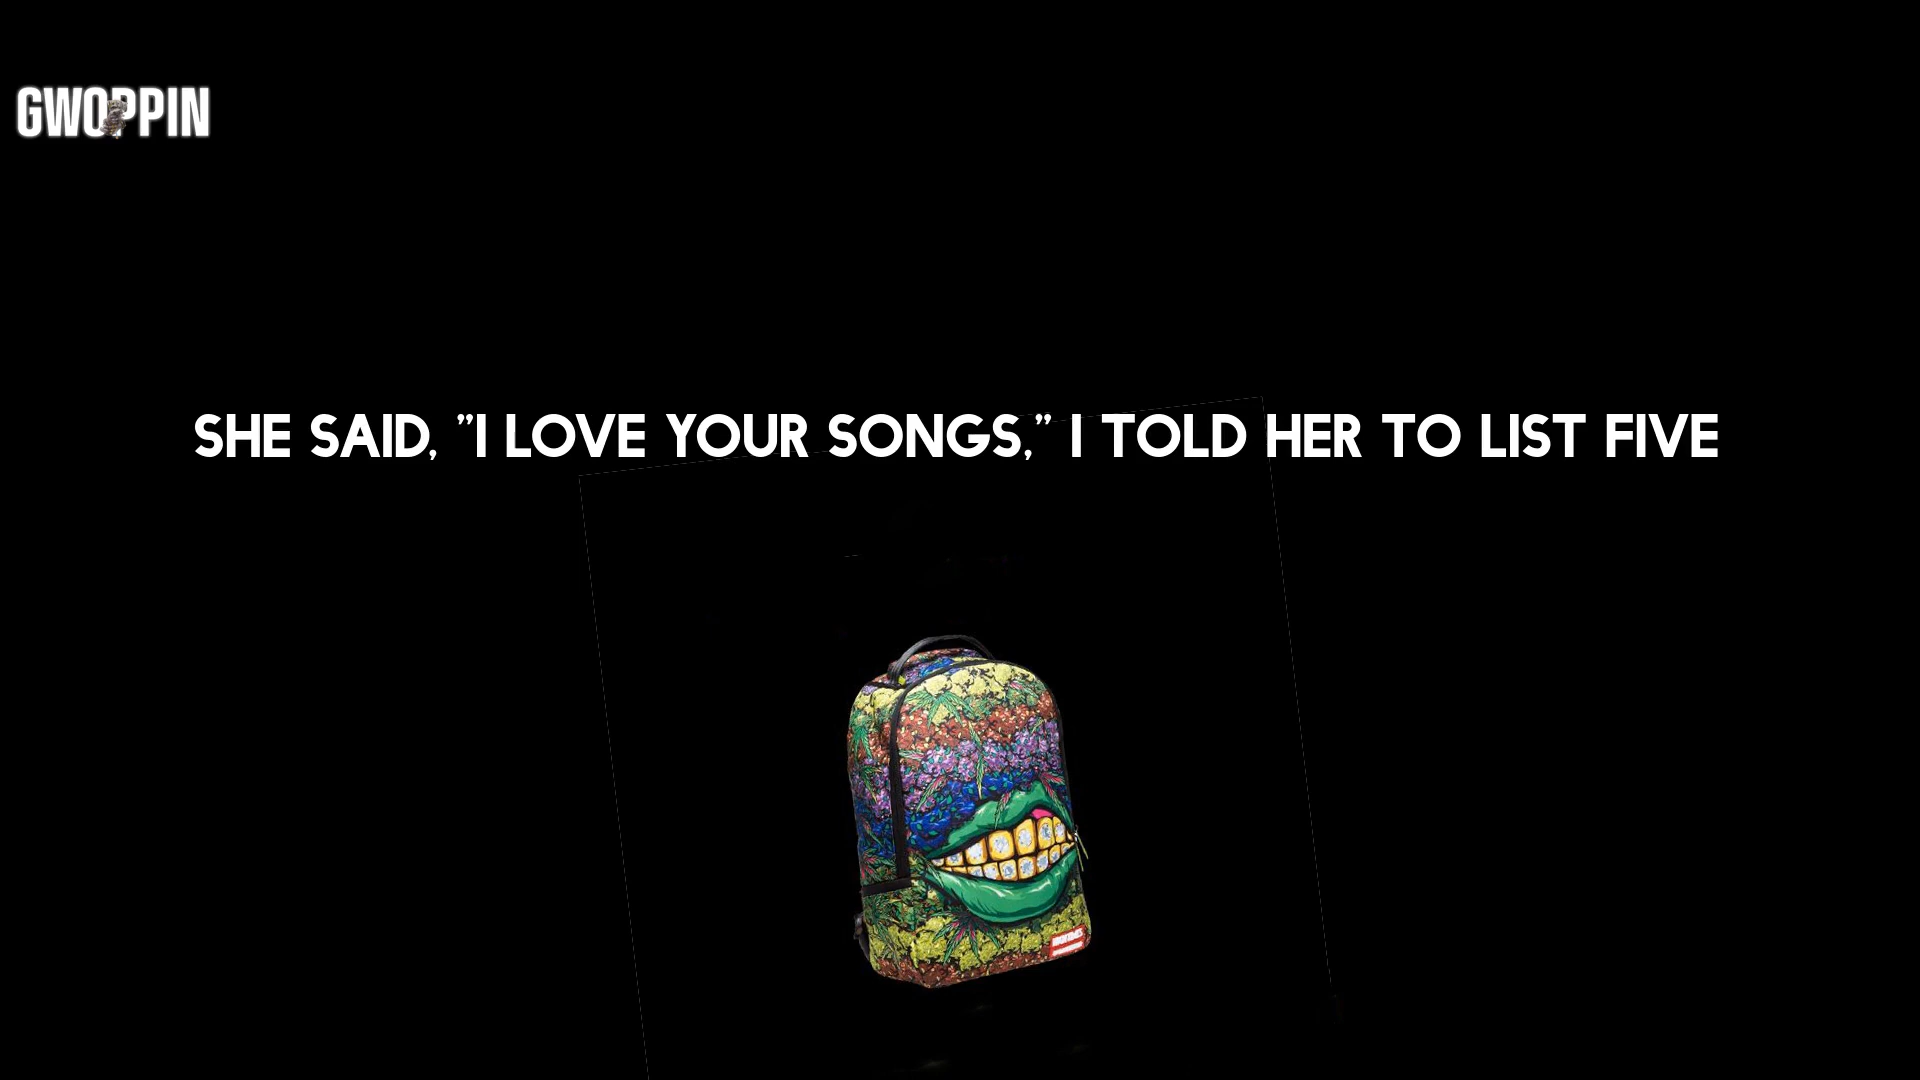 GWOPPIN
SHE SAID, ”I LOVE YOUR SONGS,” I TOLD HER TO LIST FIVE